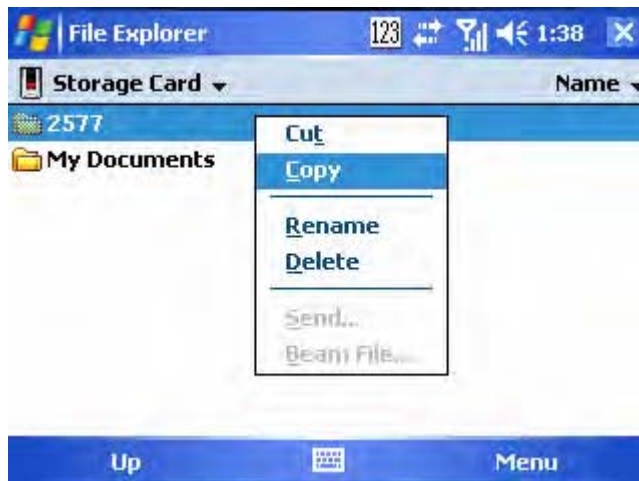 File Explorer 123 1:38
Storage Card Name
2577
My Documents
Cut
Copy
Rename
Delete
Send...
Beam File...
Up Menu